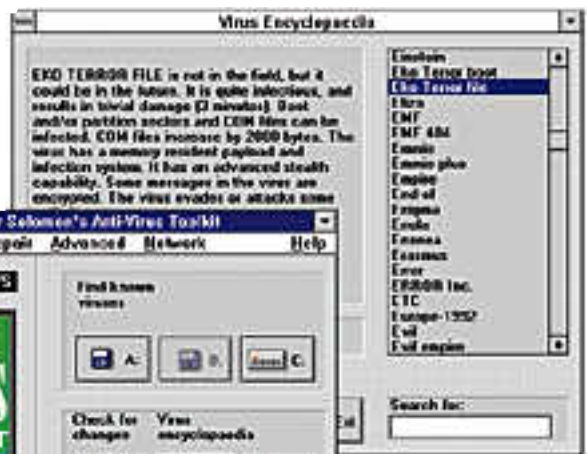 Virus Encyclopaedia
EKO TERROR FILE is not in the field, but it
could be in the future. It is quite infectious, and
results in trivial damage (3 minutes). Boot
and/or partition sectors and COM files can be
infected. COM files increase by 2000 bytes. The
virus has a memory resident payload and
infection system. It has an advanced stealth
capability. Some messages in the virus are
encrypted. The virus evades or attacks some
Einstein
Eko Terror boot
Eko Terror file
EMF
EMF 404
Emmie
Emmie plus
Empire
End of
Enigma
Enola
Erasmus
Error
ERROR Inc.
ETC
Europe-1992
Evil
Evil empire
Search for:
Solomon's Anti-Virus Toolkit
Advanced Network Help
Find known
viruses
A: B: C:
Check for
changes
Virus
encyclopaedia